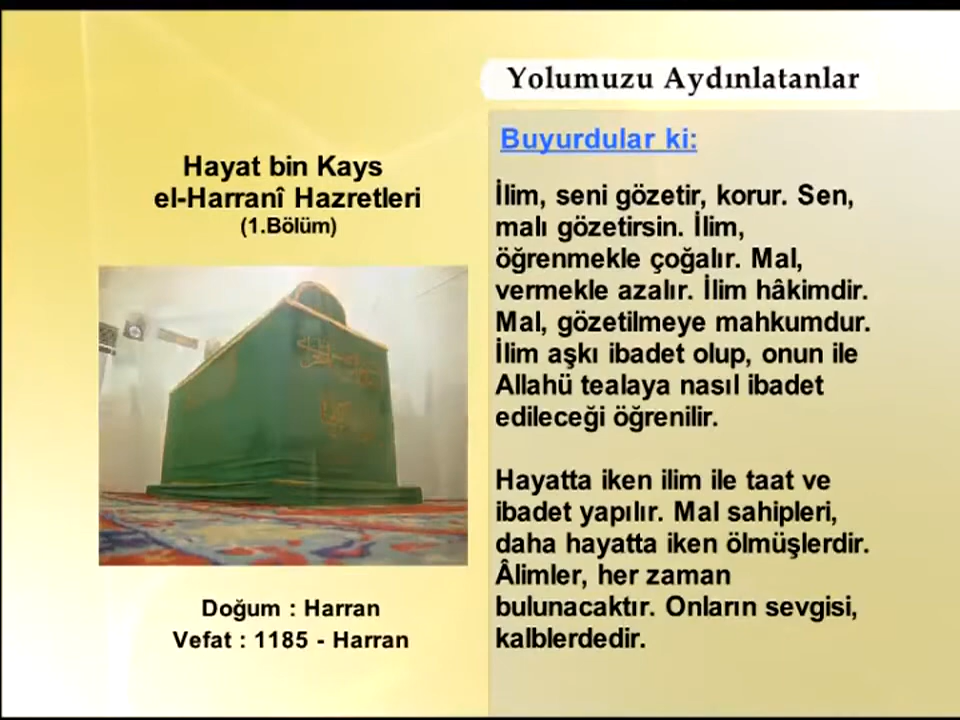 Yolumuzu Aydınlatanlar
Hayat bin Kays
el-Harranî Hazretleri
(1.Bölüm)
Doğum : Harran
Vefat : 1185 - Harran
Buyurdular ki:
İlim, seni gözetir, korur. Sen,
malı gözetirsin. İlim,
öğrenmekle çoğalır. Mal,
vermekle azalır. İlim hâkimdir.
Mal, gözetilmeye mahkumdur.
İlim aşkı ibadet olup, onun ile
Allahü tealaya nasıl ibadet
edileceği öğrenilir.
Hayatta iken ilim ile taat ve
ibadet yapılır. Mal sahipleri,
daha hayatta iken ölmüşlerdir.
Âlimler, her zaman
bulunacaktır. Onların sevgisi,
kalblerdedir.